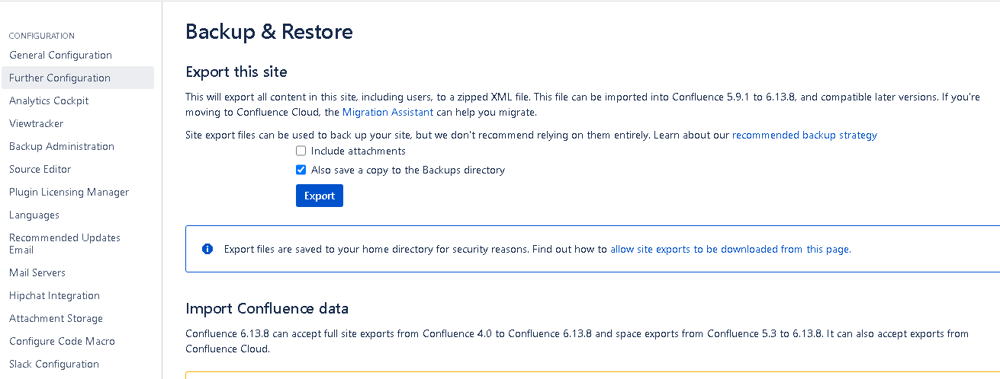 CONFIGURATION
General Configuration
Further Configuration
Analytics Cockpit
Viewtracker
Backup Administration
Source Editor
Plugin Licensing Manager
Languages
Recommended Updates
Email
Mail Servers
Hipchat Integration
Attachment Storage
Configure Code Macro
Slack Configuration
Backup & Restore
Export this site
This will export all content in this site, including users, to a zipped XML file. This file can be imported into Confluence 5.9.1 to 6.13.8, and compatible later versions. If you're
moving to Confluence Cloud, the Migration Assistant can help you migrate.
Site export files can be used to back up your site, but we don't recommend relying on them entirely. Learn about our recommended backup strategy
Include attachments
Also save a copy to the Backups directory
Export
Export files are saved to your home directory for security reasons. Find out how to allow site exports to be downloaded from this page.
Import Confluence data
Confluence 6.13.8 can accept full site exports from Confluence 4.0 to Confluence 6.13.8 and space exports from Confluence 5.3 to 6.13.8. It can also accept exports from
Confluence Cloud.